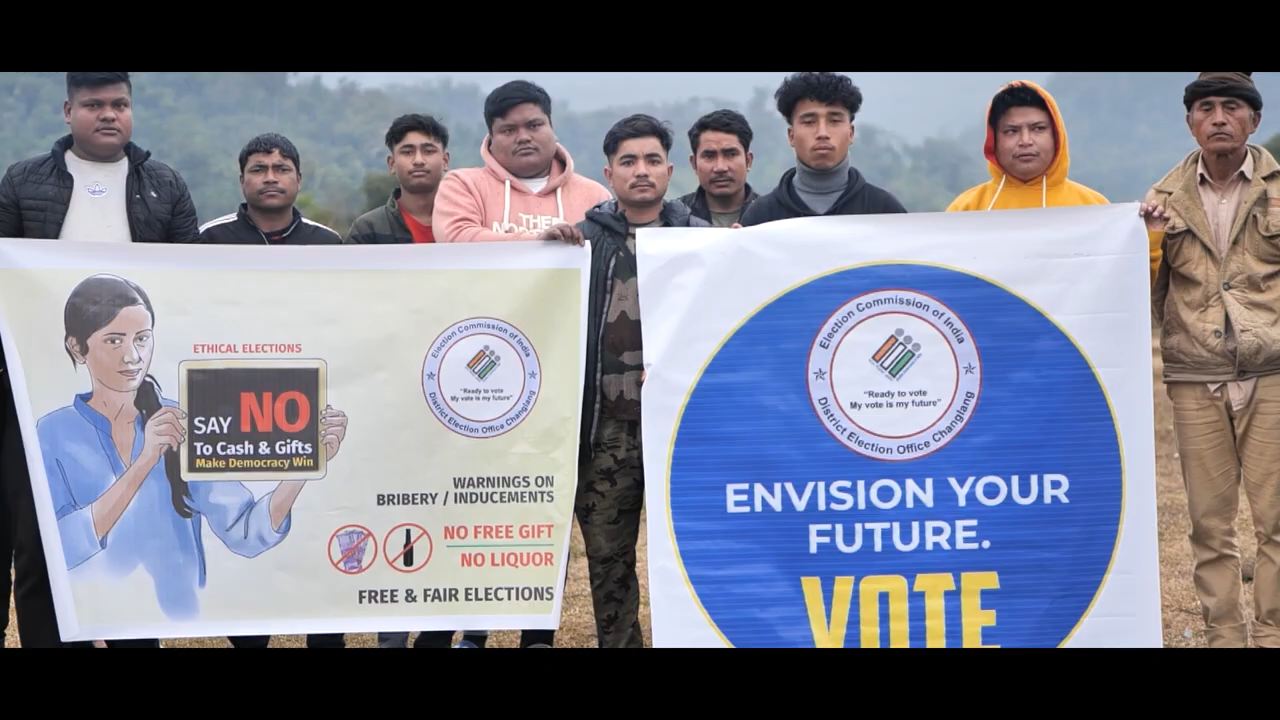 THE
ETHICAL ELECTIONS
SAY NO
To Cash & Gifts
Make Democracy Win
Election Commission of India
"Ready to vote
My vote is my future"
District Election Office Changlang
WARNINGS ON
BRIBERY / INDUCEMENTS
NO FREE GIFT
NO LIQUOR
FREE & FAIR ELECTIONS
Election Commission of India
"Ready to vote
My vote is my future"
District Election Office Changlang
ENVISION YOUR
FUTURE.
VOTE